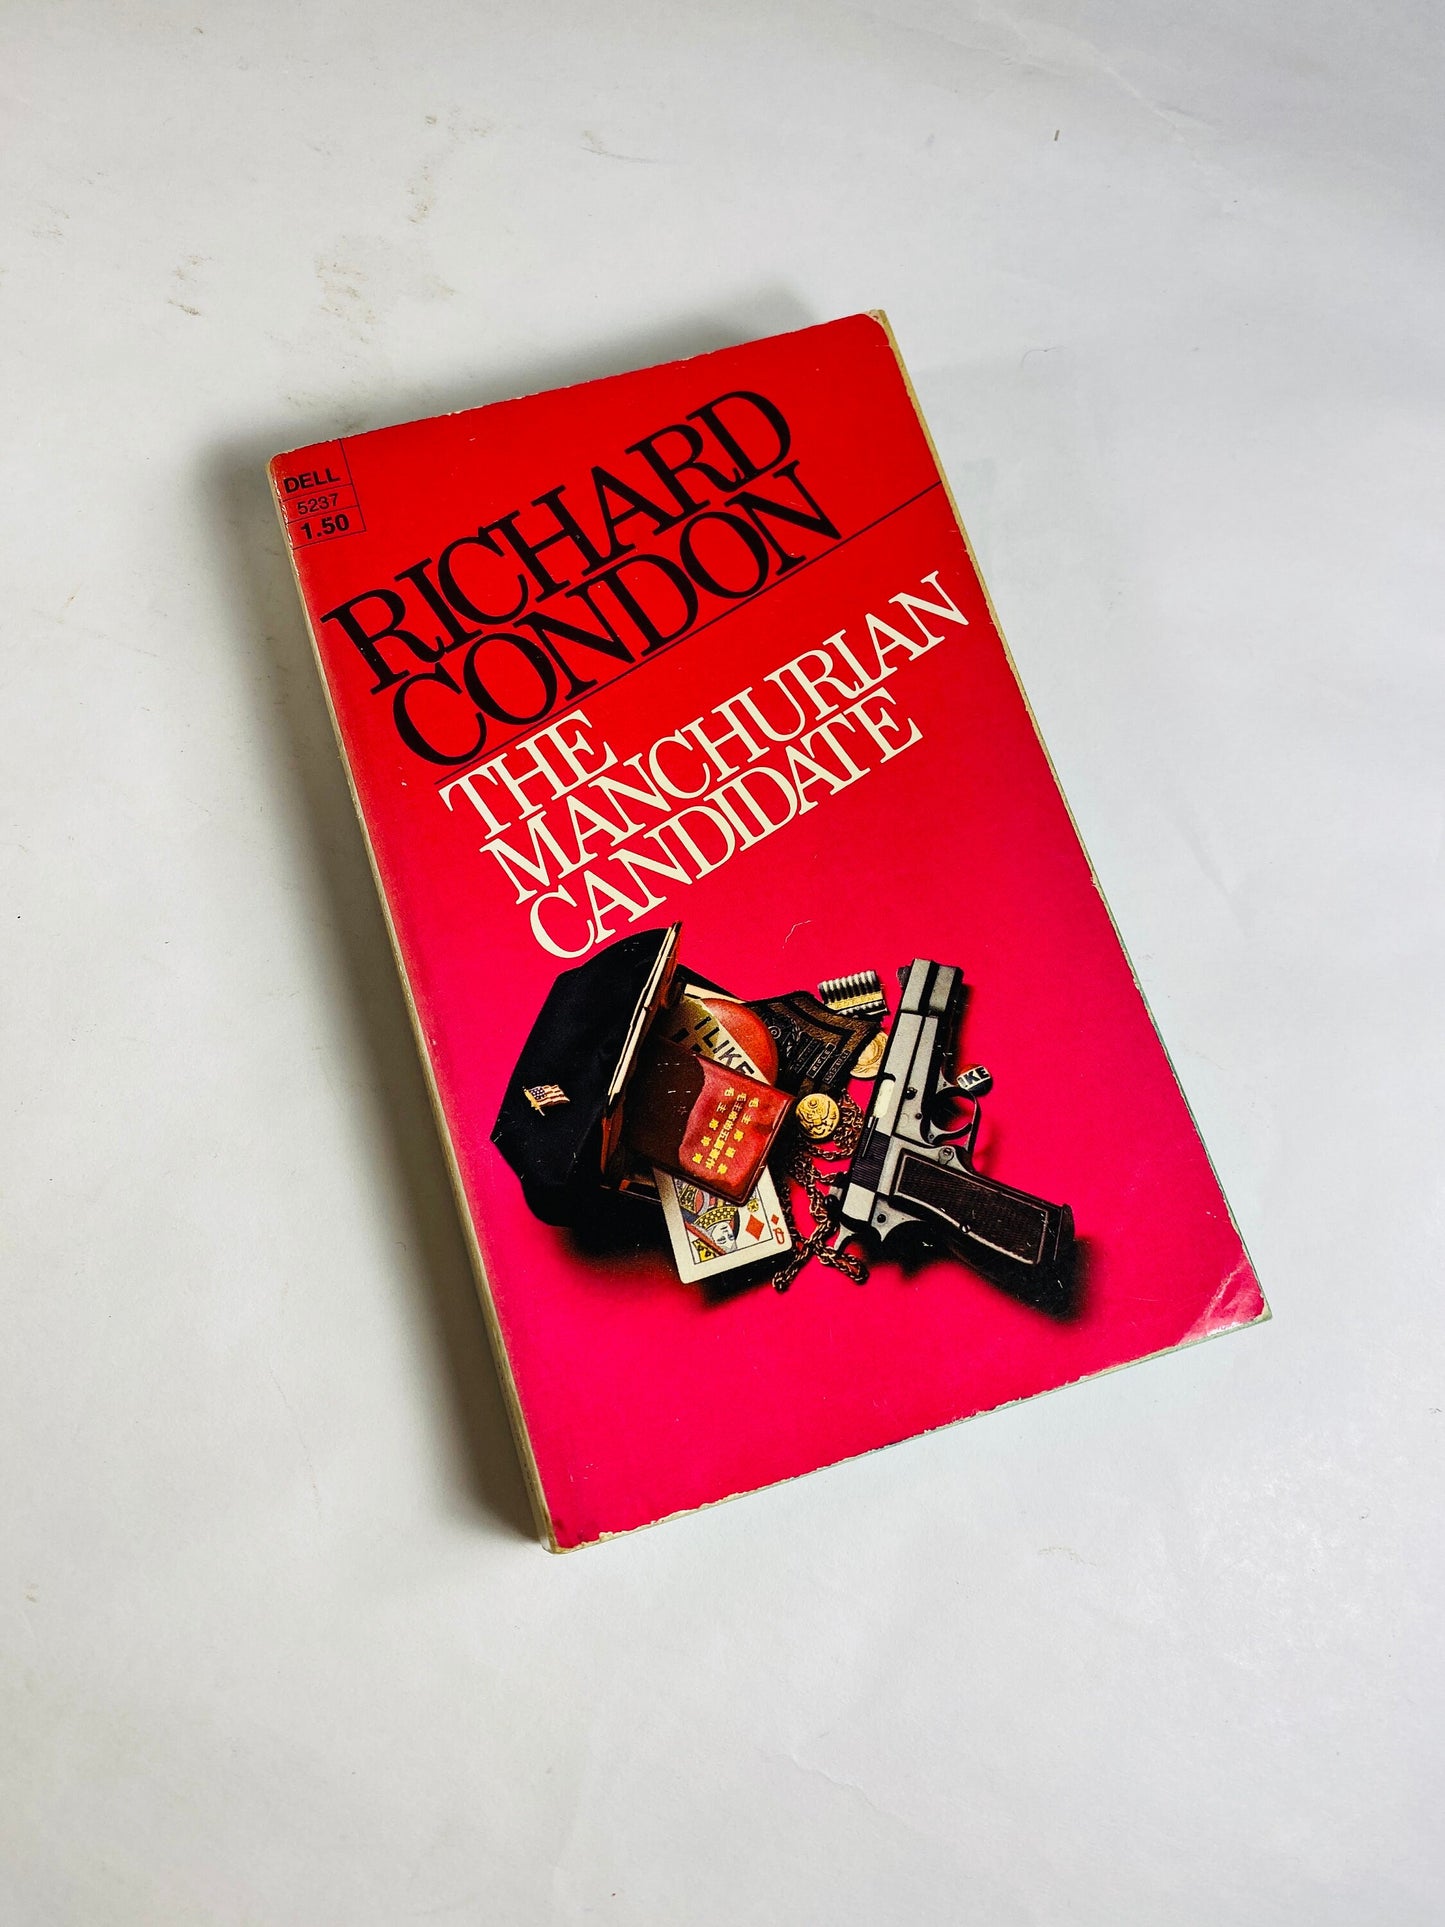 DELL
5237
1.50
RICHARD
CONDON
THE
MANCHURIAN
CANDIDATE
I LIKE
IKE
Q